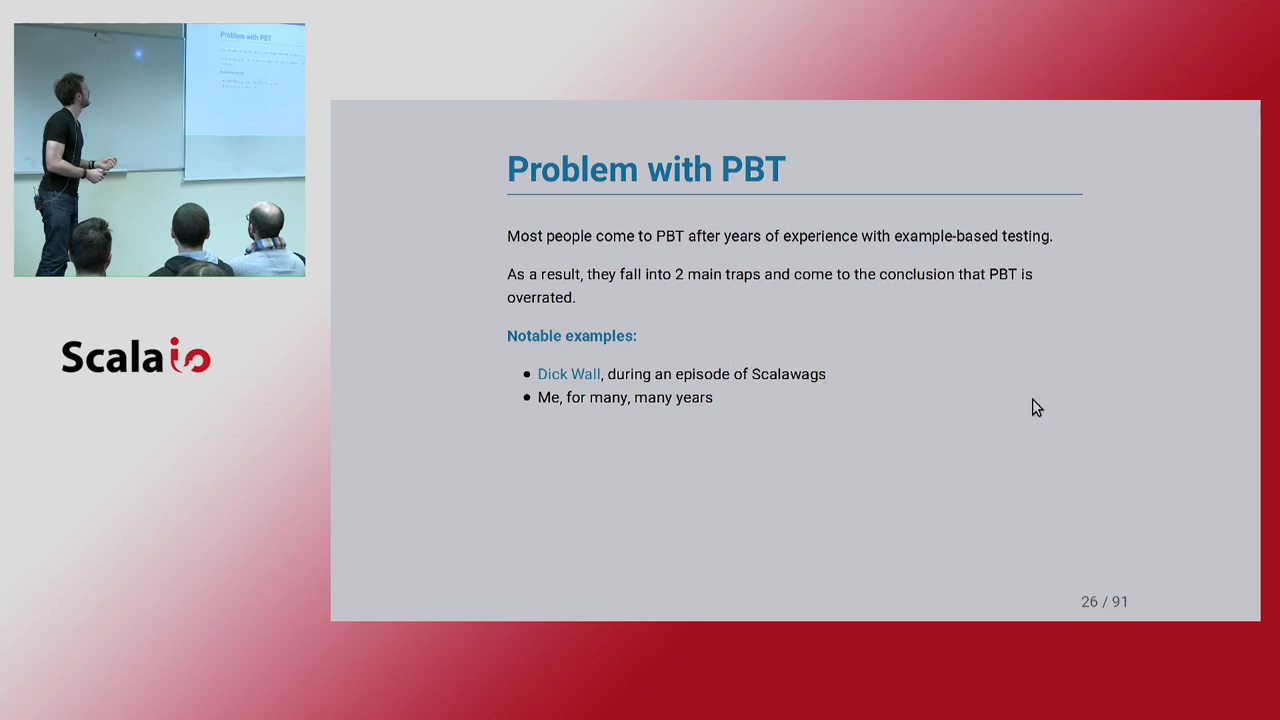 Problem with PBT
Problem with PBT
Most people come to PBT after years of experience with example-based testing.
As a result, they fall into 2 main traps and come to the conclusion that PBT is
overrated.
Notable examples:
Dick Wall, during an episode of Scalawags
Me, for many, many years
26 / 91
Scala io